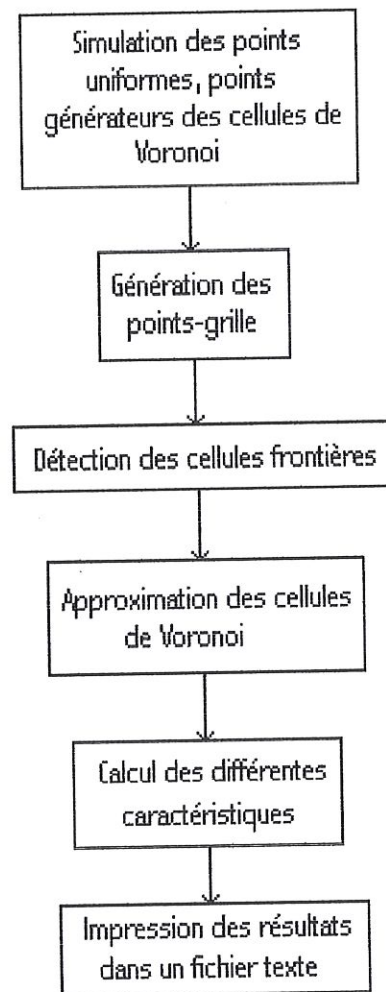 Simulation des points
uniformes, points
générateurs des cellules de
Voronoi
Génération des
points-grille
Détection des cellules frontières
Approximation des cellules
de Voronoi
Calcul des différentes
caractéristiques
Impression des résultats
dans un fichier texte